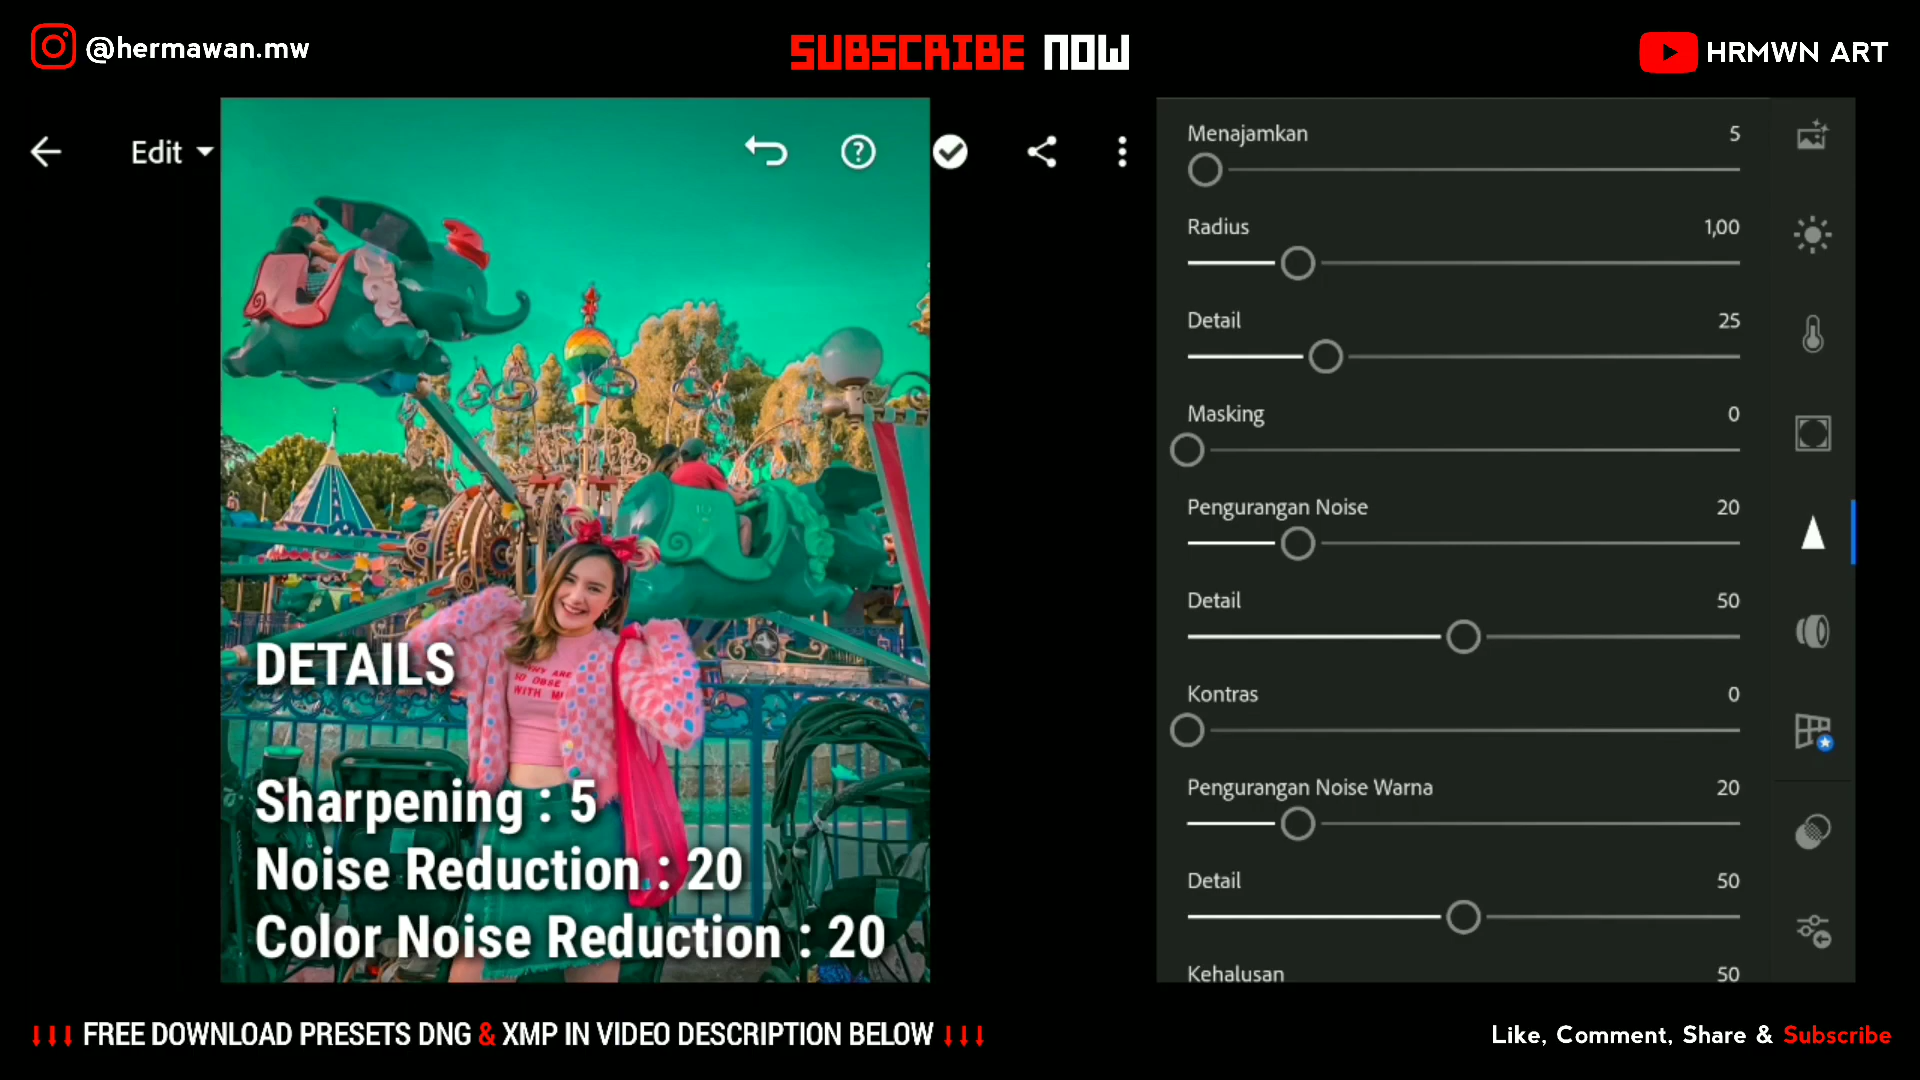 @hermawan.mw
SUBSCRIBE NOW
HRMWN ART
Edit
Menajamkan 5
Radius 1,00
Detail 25
Masking 0
Pengurangan Noise 20
Detail 50
Kontras 0
Pengurangan Noise Warna 20
Detail 50
Kehalusan 50
WITH
DETAILS
Sharpening : 5
Noise Reduction : 20
Color Noise Reduction : 20
↓↓↓ FREE DOWNLOAD PRESETS DNG & XMP IN VIDEO DESCRIPTION BELOW ↓↓↓
Like, Comment, Share & Subscribe